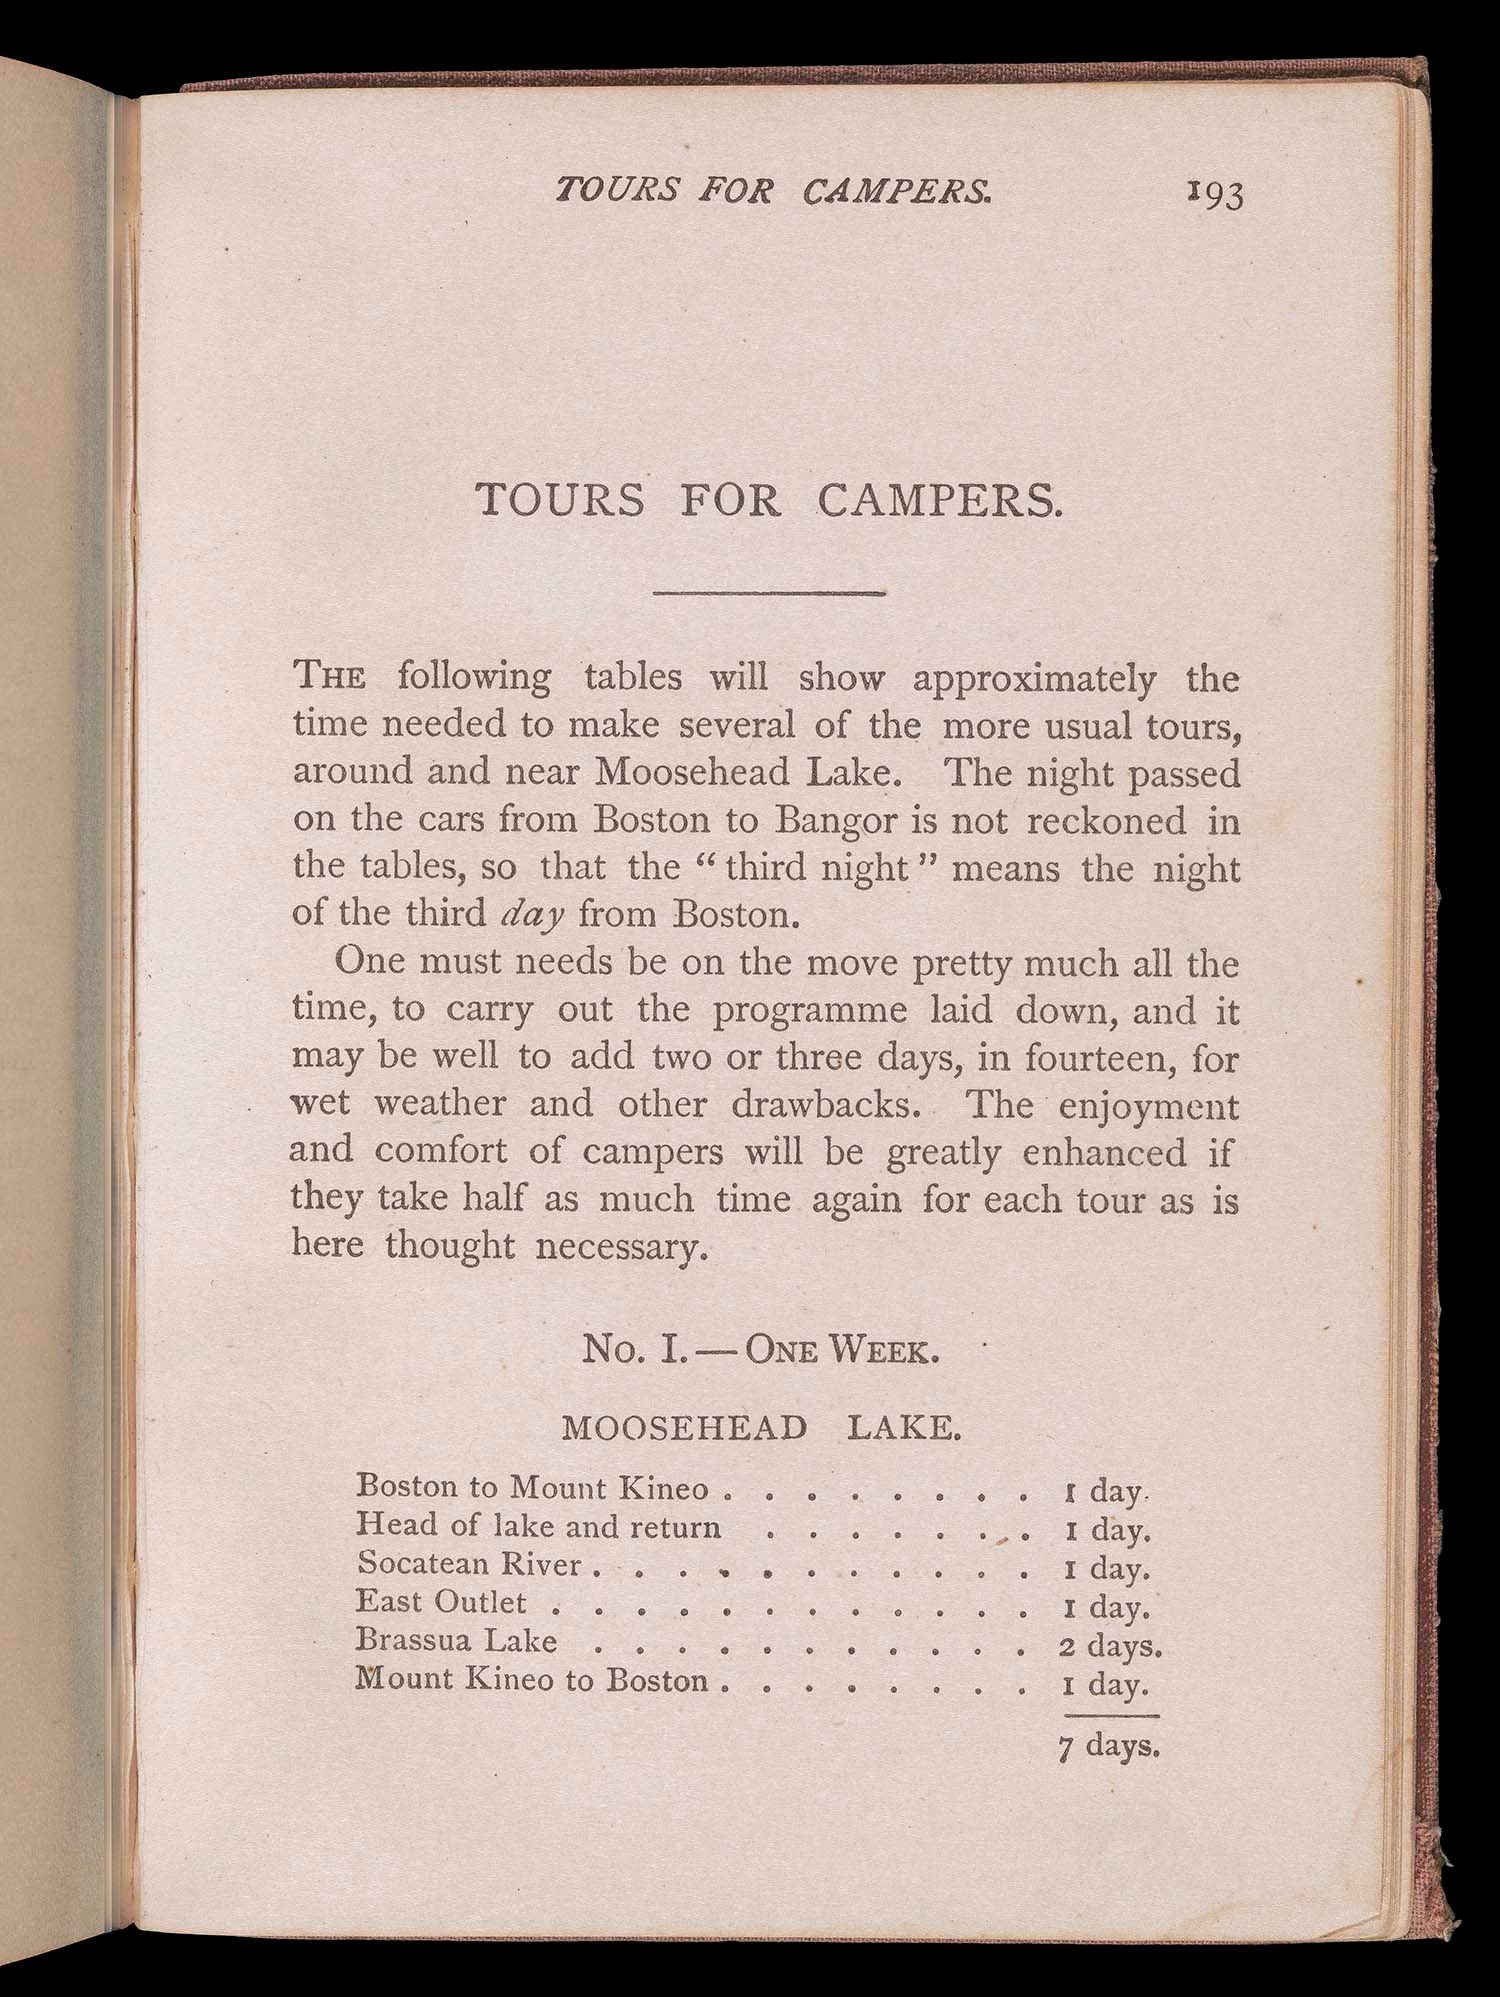 TOURS FOR CAMPERS. 193
TOURS FOR CAMPERS.
THE following tables will show approximately the
time needed to make several of the more usual tours,
around and near Moosehead Lake. The night passed
on the cars from Boston to Bangor is not reckoned in
the tables, so that the “third night” means the night
of the third day from Boston.
One must needs be on the move pretty much all the
time, to carry out the programme laid down, and it
may be well to add two or three days, in fourteen, for
wet weather and other drawbacks. The enjoyment
and comfort of campers will be greatly enhanced if
they take half as much time again for each tour as is
here thought necessary.
No. I.—ONE WEEK.
MOOSEHEAD LAKE.
Boston to Mount Kineo . . . . . . . . 1 day.
Head of lake and return . . . . . . . 1 day.
Socatean River . . . . . . . . . . . 1 day.
East Outlet . . . . . . . . . . . . 1 day.
Brassua Lake . . . . . . . . . . . 2 days.
Mount Kineo to Boston . . . . . . . . 1 day.
7 days.